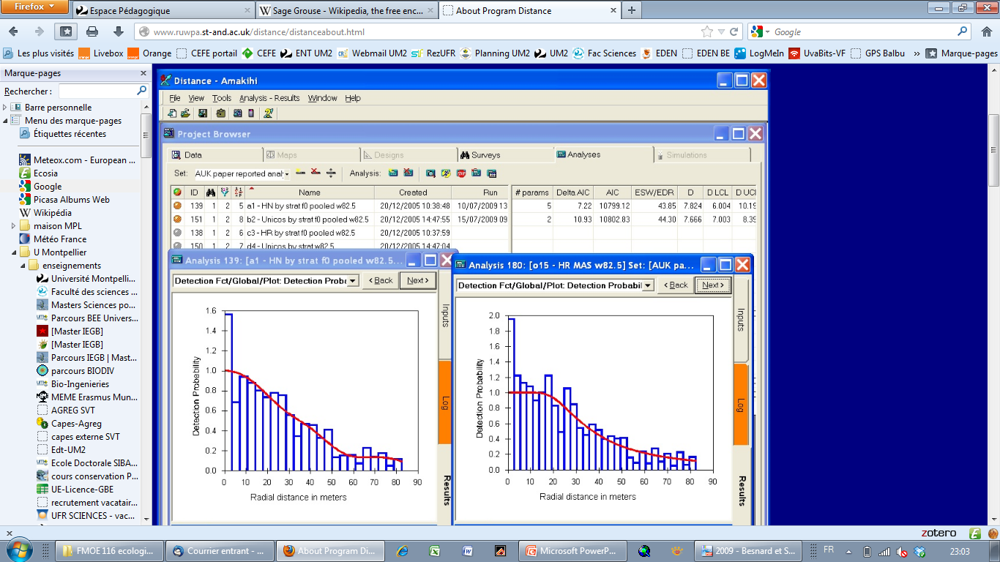 Firefox
Espace Pédagogique
Sage Grouse - Wikipedia, the free enc...
About Program Distance
www.ruwpa.st-and.ac.uk/distance/distanceabout.html
Google
Les plus visités Livebox Orange CEFE portail CEFE ENT UM2 Webmail UM2 RezUFR Planning UM2 UM2 Fac Sciences EDEN EDEN BE LogMeIn UvaBits-VF GPS Balbu » Marque-pages
Marque-pages
Rechercher :
Barre personnelle
Menu des marque-pages
Étiquettes récentes
Meteox.com - European ...
Ecosia
Google
Picasa Albums Web
Wikipédia
maison MPL
Météo France
U Montpellier
enseignements
Université Montpelli...
Faculté des sciences ...
Masters Sciences po...
Parcours BEE Univers...
[Master IEGB]
[Master IEGB]
Parcours IEGB | Mast...
parcours BIODIV
Bio-Ingenieries
MEME Erasmus Mun...
AGREG SVT
Capes-Agreg
capes externe SVT
Edt-UM2
Ecole Doctorale SIBA...
cours conservation P...
UE-Licence-GBE
recrutement vacatair...
UFR SCIENCES - vac...
Distance - Amakihi
File View Tools Analysis - Results Window Help
Project Browser
Data Maps Designs Surveys Analyses Simulations
Set: AUK paper reported anal Analysis:
ID Name Created Run # params Delta AIC AIC ESW/EDR D D LCL D UCL
139 1 2 5 a1 - HN by strat f0 pooled w82.5 20/12/2005 10:38:48 10/07/2009 13 5 7.22 10799.12 43.85 7.824 6.004 10.19
151 1 2 8 b2 - Unicos by strat f0 pooled w82.5 20/12/2005 14:47:55 15/07/2009 09 2 10.93 10802.83 44.30 7.666 7.003 8.39
138 1 2 6 c3 - HR by strat f0 pooled w82.5 20/12/2005 10:37:59
150 1 2 7 d4 - Unicos by strat w82.5 20/12/2005 14:47:04
Analysis 139: [a1 - HN by strat f0 pooled w82.5...
Detection Fct/Global/Plot: Detection Proba
< Back Next >
Inputs
Log
Results
1.6
1.4
1.2
1.0
0.8
0.6
0.4
0.2
0.0
Detection Probability
0 10 20 30 40 50 60 70 80 90
Radial distance in meters
Analysis 180: [o15 - HR MAS w82.5] Set: [AUK pa...
Detection Fct/Global/Plot: Detection Probabil
< Back Next >
Inputs
Log
Results
2.0
1.8
1.6
1.4
1.2
1.0
0.8
0.6
0.4
0.2
0.0
Detection Probability
0 10 20 30 40 50 60 70 80 90
Radial distance in meters
zotero
FMOE 116 ecologi... Courrier entrant - ... About Program Di... Microsoft PowerP... 2009 - Besnard et S... FR 23:03